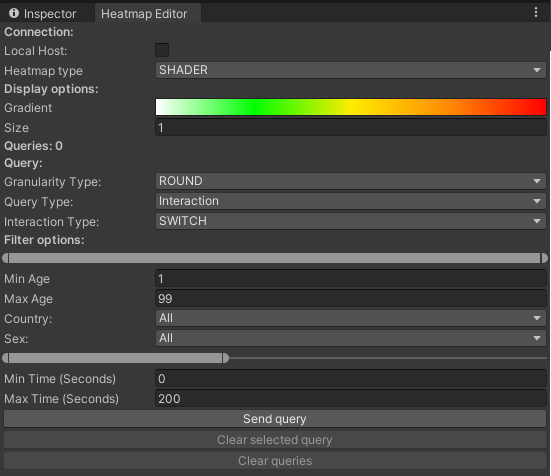 Inspector Heatmap Editor
Connection:
Local Host:
Heatmap type SHADER
Display options:
Gradient
Size 1
Queries: 0
Query:
Granularity Type: ROUND
Query Type: Interaction
Interaction Type: SWITCH
Filter options:
Min Age 1
Max Age 99
Country: All
Sex: All
Min Time (Seconds) 0
Max Time (Seconds) 200
Send query
Clear selected query
Clear queries